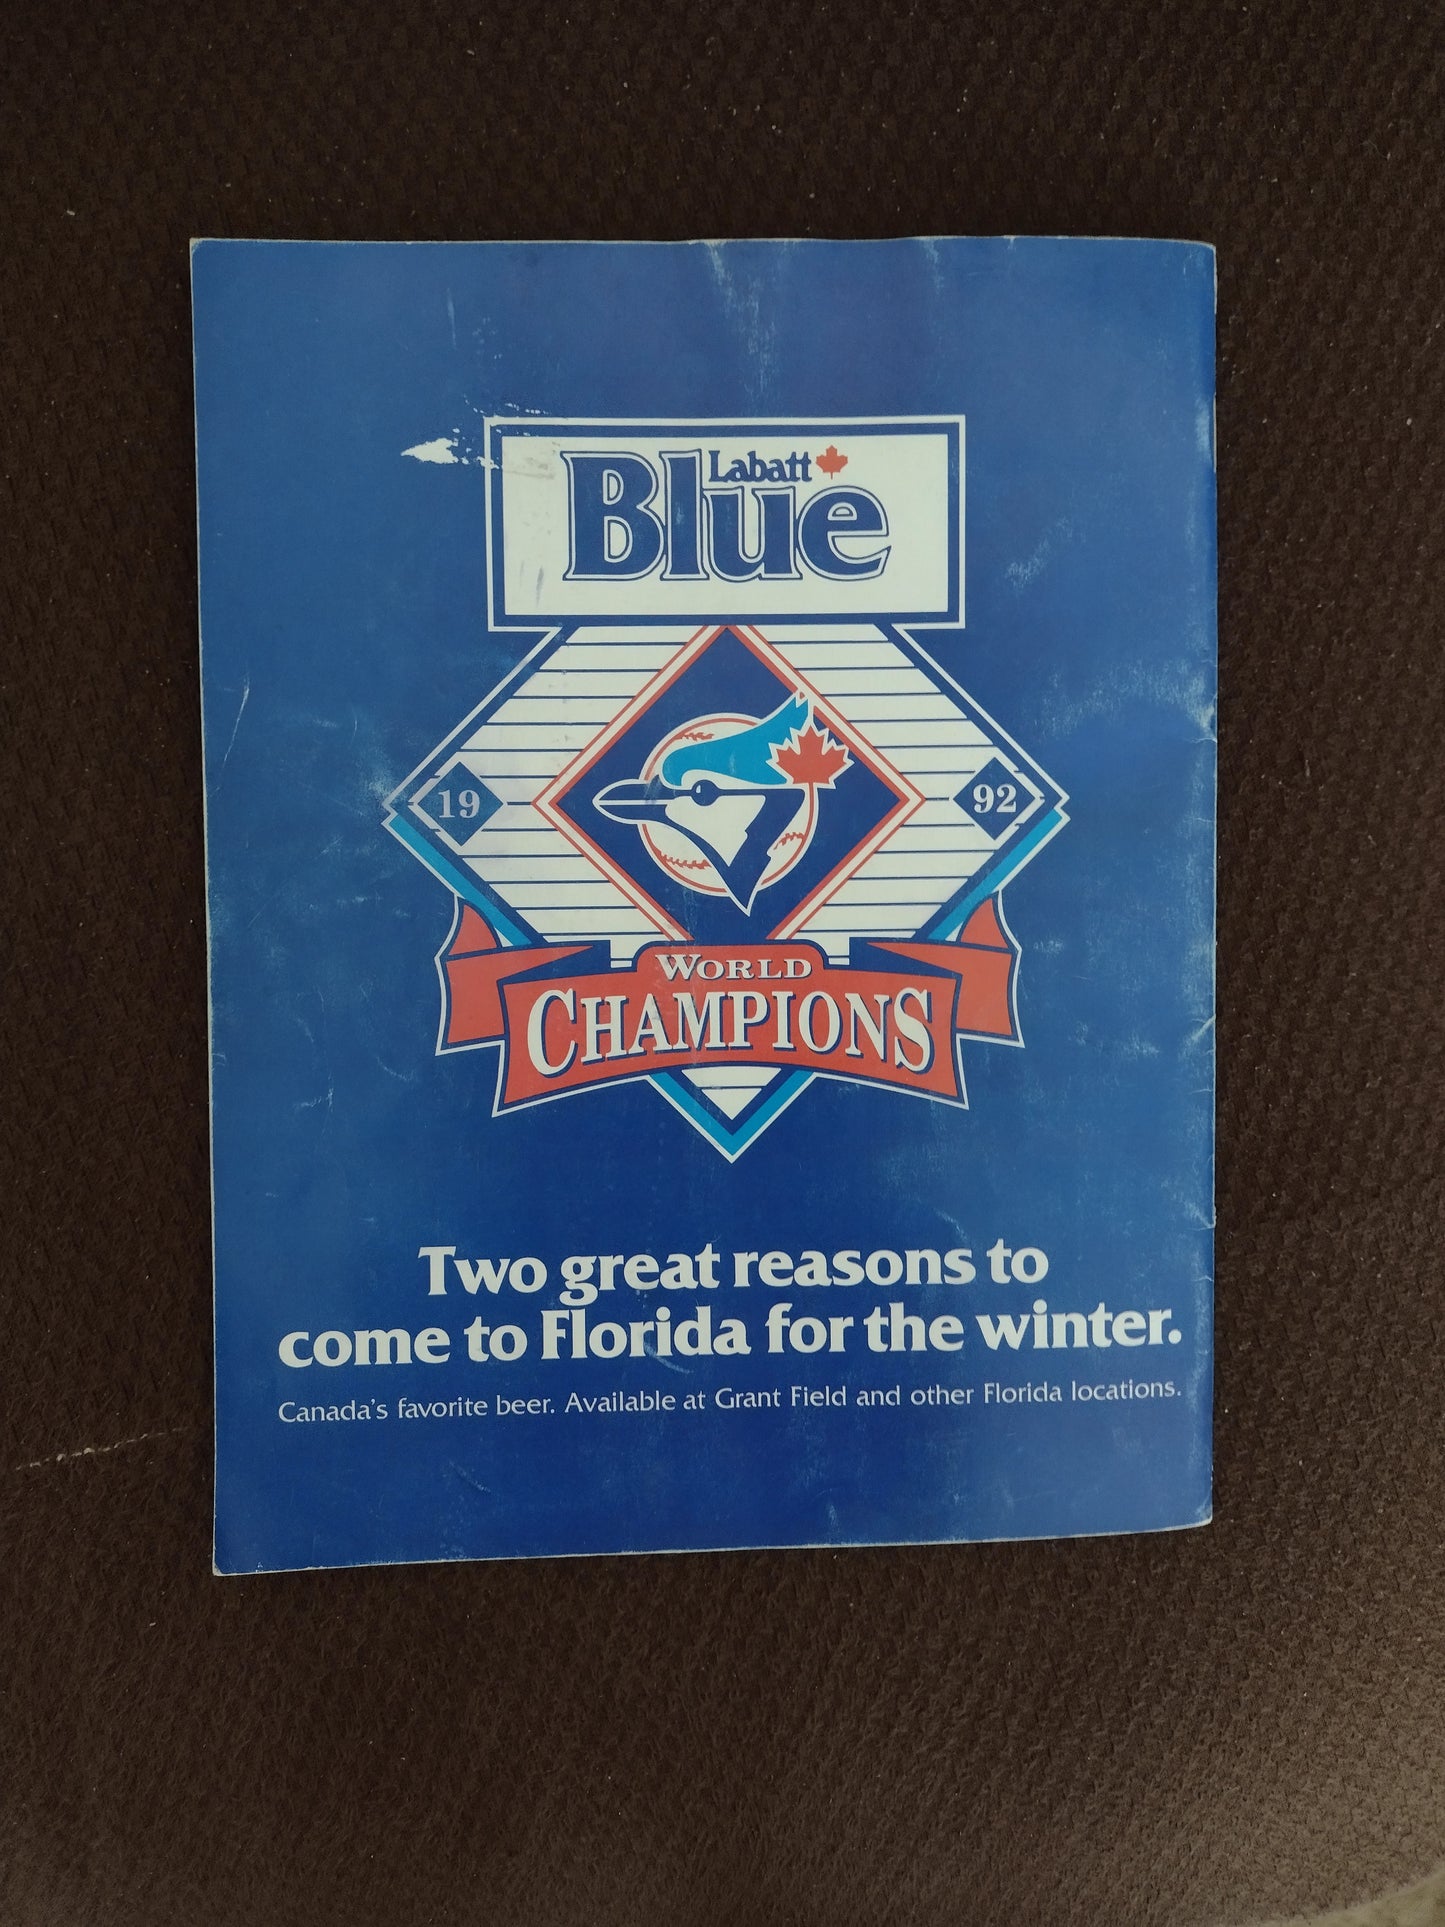 Labatt
Blue
19
92
WORLD
CHAMPIONS
Two great reasons to
come to Florida for the winter.
Canada's favorite beer. Available at Grant Field and other Florida locations.